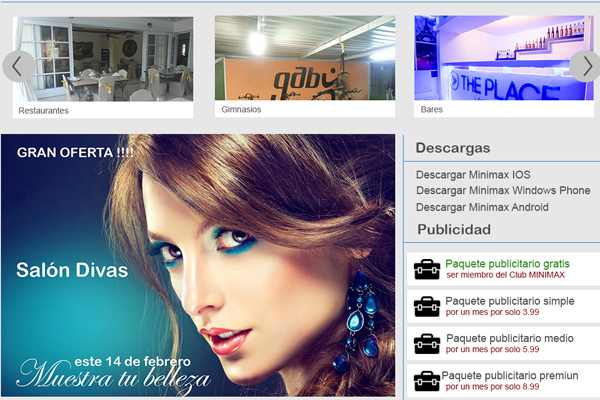 gabu
THE PLACE
Restaurantes
Gimnasios
Bares
GRAN OFERTA !!!!
Salón Divas
este 14 de febrero
Muestra tu belleza
Descargas
Descargar Minimax IOS
Descargar Minimax Windows Phone
Descargar Minimax Android
Publicidad
Paquete publicitario gratis
ser miembro del Club MINIMAX
Paquete publicitario simple
por un mes por solo 3.99
Paquete publicitario medio
por un mes por solo 5.99
Paquete publicitario premiun
por un mes por solo 8.99